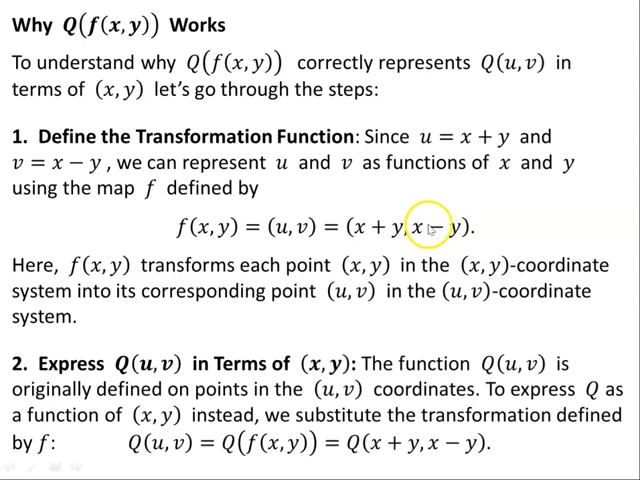 Why Q(f(x, y)) Works
To understand why Q(f(x, y)) correctly represents Q(u, v) in
terms of (x, y) let's go through the steps:
1. Define the Transformation Function: Since u = x + y and
v = x − y , we can represent u and v as functions of x and y
using the map f defined by
f(x, y) = (u, v) = (x + y, x − y).
Here, f(x, y) transforms each point (x, y) in the (x, y)-coordinate
system into its corresponding point (u, v) in the (u, v)-coordinate
system.
2. Express Q(u, v) in Terms of (x, y): The function Q(u, v) is
originally defined on points in the (u, v) coordinates. To express Q as
a function of (x, y) instead, we substitute the transformation defined
by f: Q(u, v) = Q(f(x, y)) = Q(x + y, x − y).